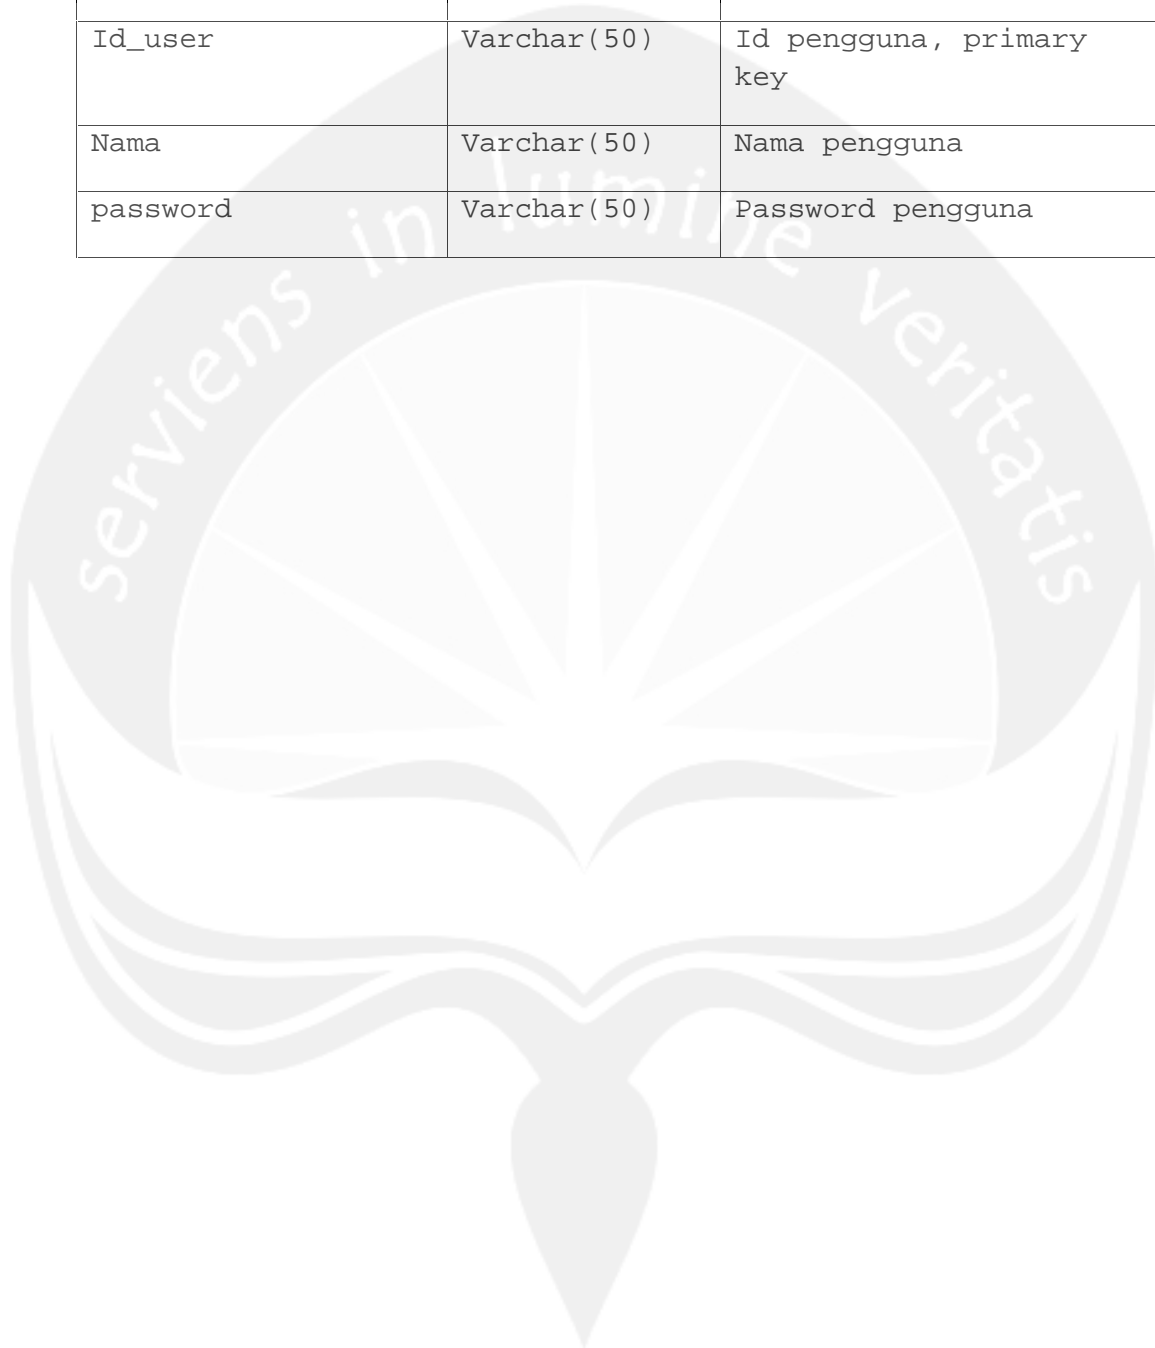 Id_user Varchar(50) Id pengguna, primary
key
Nama Varchar(50) Nama pengguna
password Varchar(50) Password pengguna
serviens in lumine veritatis